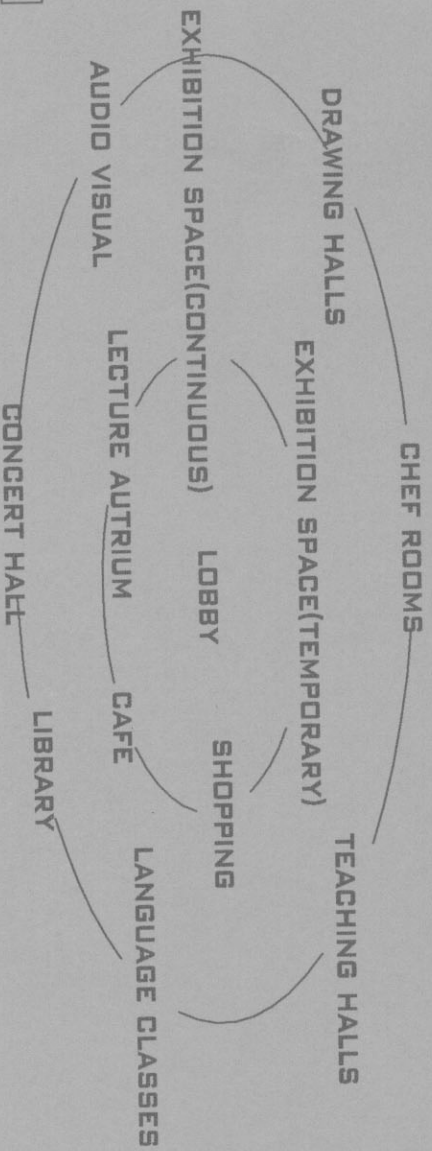 CHEF ROOMS
DRAWING HALLS
TEACHING HALLS
EXHIBITION SPACE(TEMPORARY)
EXHIBITION SPACE(CONTINUOUS)
LOBBY
SHOPPING
AUDIO VISUAL
LECTURE AUTRIUM
CAFE
LANGUAGE CLASSES
CONCERT HALL
LIBRARY